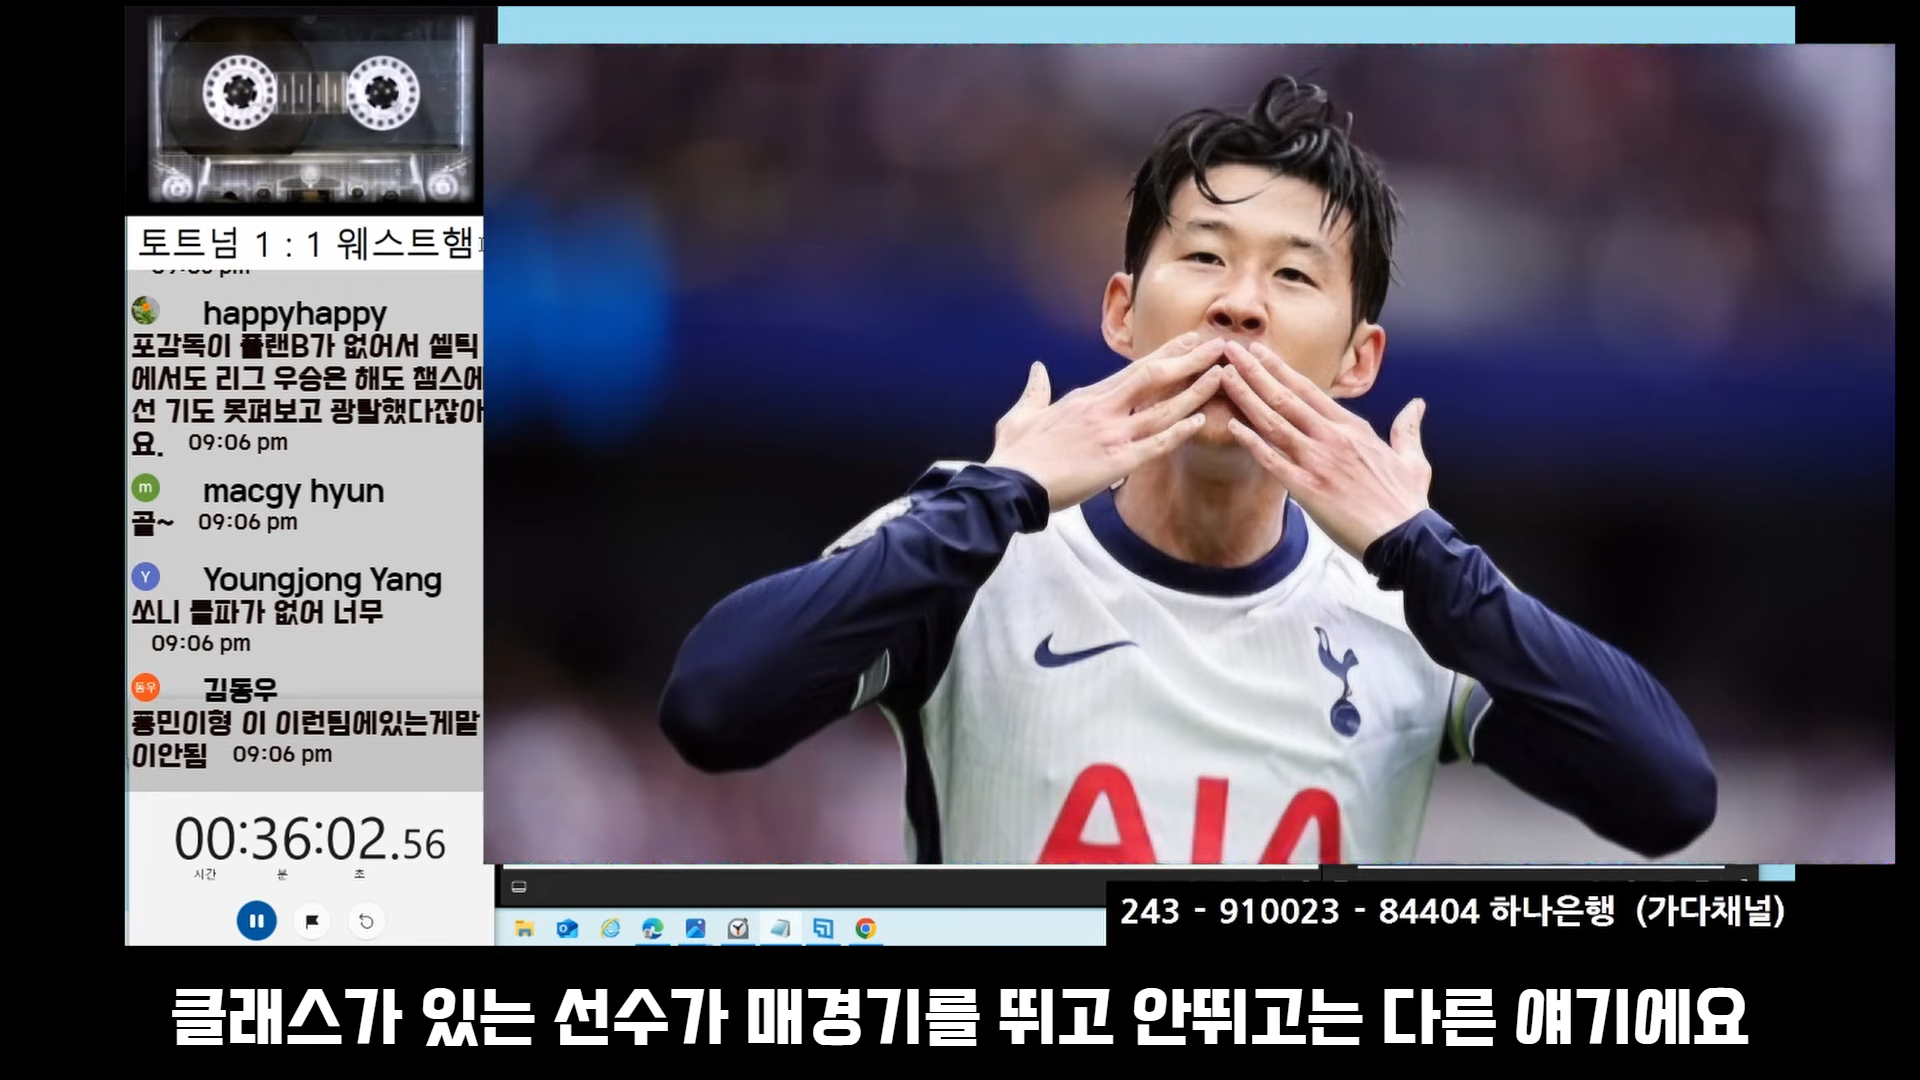 토트넘 1 : 1 웨스트햄
happyhappy
포감독이 플랜B가 없어서 셀틱
에서도 리그 우승은 해도 챔스에
선 기도 못펴보고 광탈했다잖아
요. 09:06 pm
m
macgy hyun
골~ 09:06 pm
Y
Youngjong Yang
쏘니 돌파가 없어 너무
09:06 pm
동우
김동우
흥민이형 이 이런팀에있는게말
이안됨 09:06 pm
00:36:02.56
시간 분 초
AIA
243 - 910023 - 84404 하나은행 (가다채널)
클래스가 있는 선수가 매경기를 뛰고 안뛰고는 다른 얘기에요